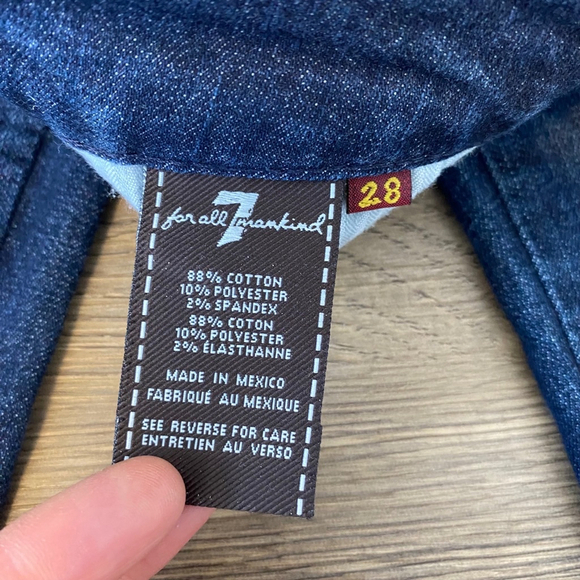 7
for all mankind
28
88% COTTON
10% POLYESTER
2% SPANDEX
88% COTON
10% POLYESTER
2% ÉLASTHANNE
MADE IN MEXICO
FABRIQUÉ AU MEXIQUE
SEE REVERSE FOR CARE
ENTRETIEN AU VERSO